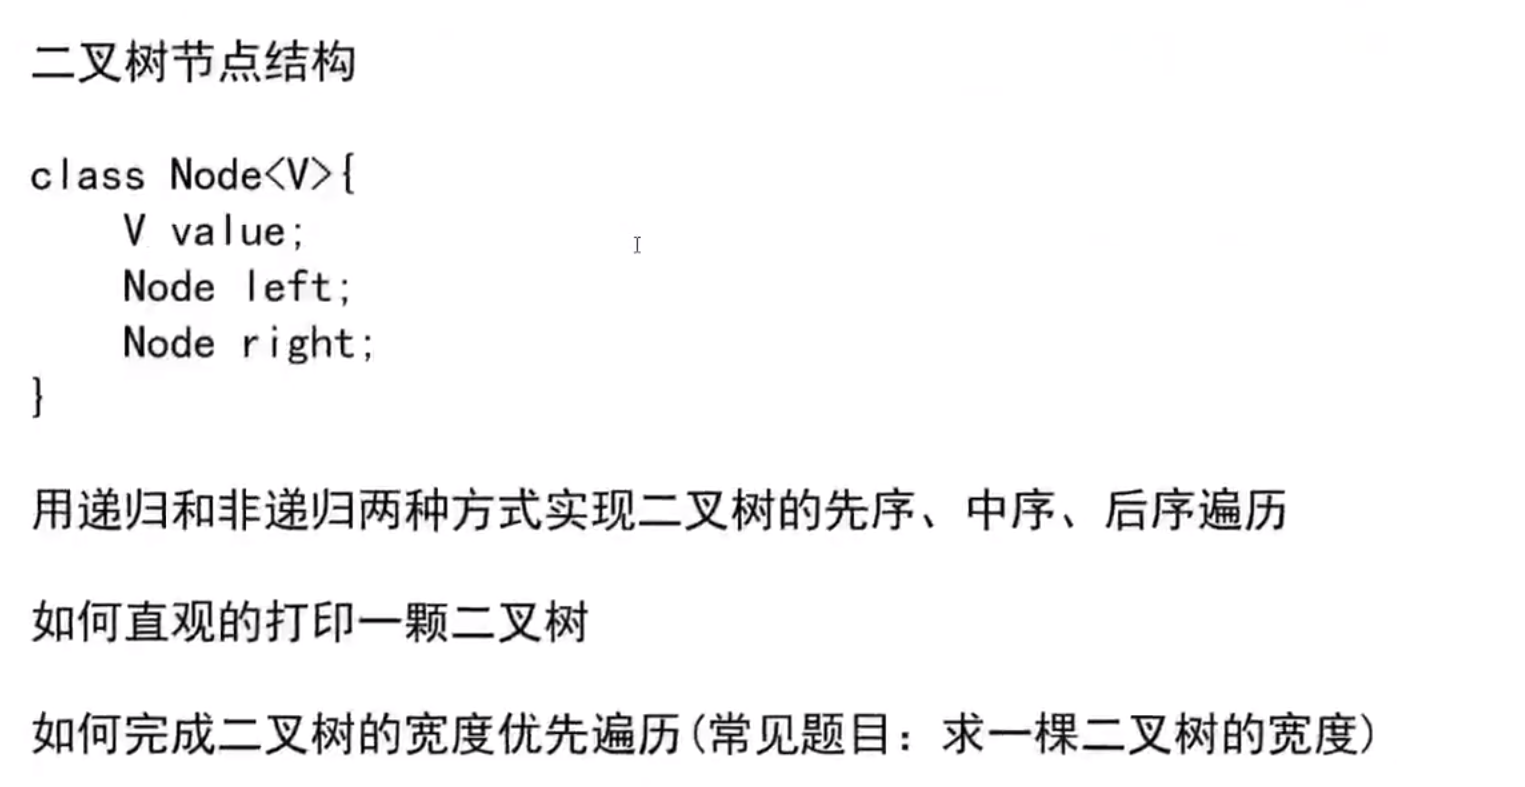 二叉树节点结构
class Node<V>{
V value;
Node left;
Node right;
}
用递归和非递归两种方式实现二叉树的先序、中序、后序遍历
如何直观的打印一颗二叉树
如何完成二叉树的宽度优先遍历(常见题目：求一棵二叉树的宽度)